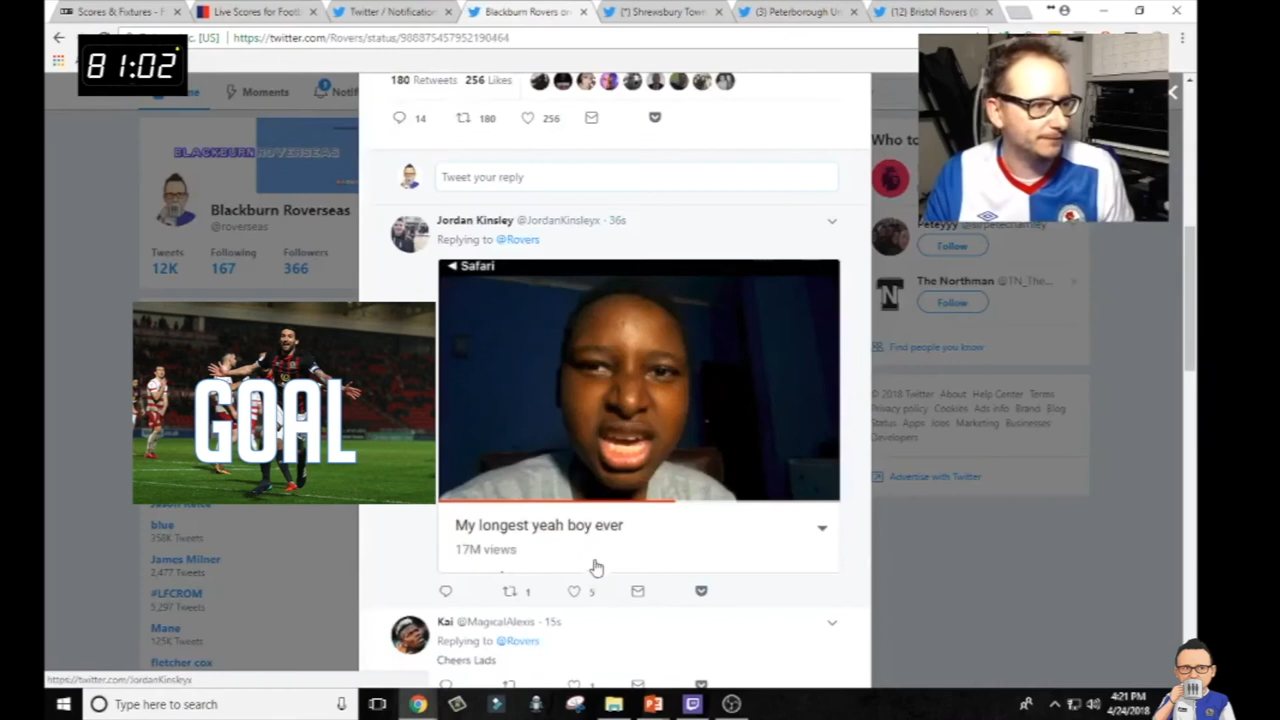 Scores & Fixtures - F
Live Scores for Footb
Twitter / Notification
Blackburn Rovers on
(*) Shrewsbury Town
(3) Peterborough Un
(12) Bristol Rovers (
[US]
https://twitter.com/Rovers/status/988875457952190464
81:02
180 Retweets 256 Likes
Moments
Notifi
14
180
256
Who to
BLACKBURN ROVERSEAS
Tweet your reply
Blackburn Roverseas
@roverseas
Jordan Kinsley @JordanKinsleyx · 36s
Replying to @Rovers
Follow
Tweets Following Followers
12K 167 366
Safari
The Northman @TN_The...
Follow
Find people you know
GOAL
© 2018 Twitter About Help Center Terms
Privacy policy Cookies Ads info Brand Blog
Status Apps Jobs Marketing Businesses
Developers
Advertise with Twitter
blue
358K Tweets
My longest yeah boy ever
17M views
James Milner
2,477 Tweets
#LFCROM
5,297 Tweets
1
5
Mane
125K Tweets
Kai @MagicalAlexis · 15s
Replying to @Rovers
Cheers Lads
fletcher cox
https://twitter.com/JordanKinsleyx
Type here to search
4:21 PM
4/24/2018